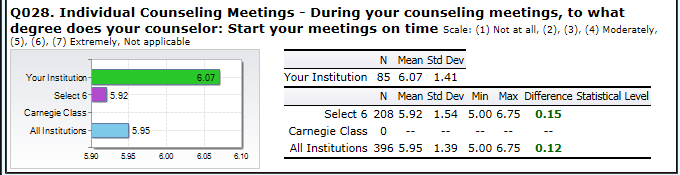 Q028. Individual Counseling Meetings - During your counseling meetings, to what
degree does your counselor: Start your meetings on time Scale: (1) Not at all, (2), (3), (4) Moderately,
(5), (6), (7) Extremely, Not applicable
Your Institution 6.07
Select 6 5.92
Carnegie Class
All Institutions 5.95
5.90 5.95 6.00 6.05 6.10
N Mean Std Dev
Your Institution 85 6.07 1.41
N Mean Std Dev Min Max Difference Statistical Level
Select 6 208 5.92 1.54 5.00 6.75 0.15
Carnegie Class 0 -- -- -- -- --
All Institutions 396 5.95 1.39 5.00 6.75 0.12